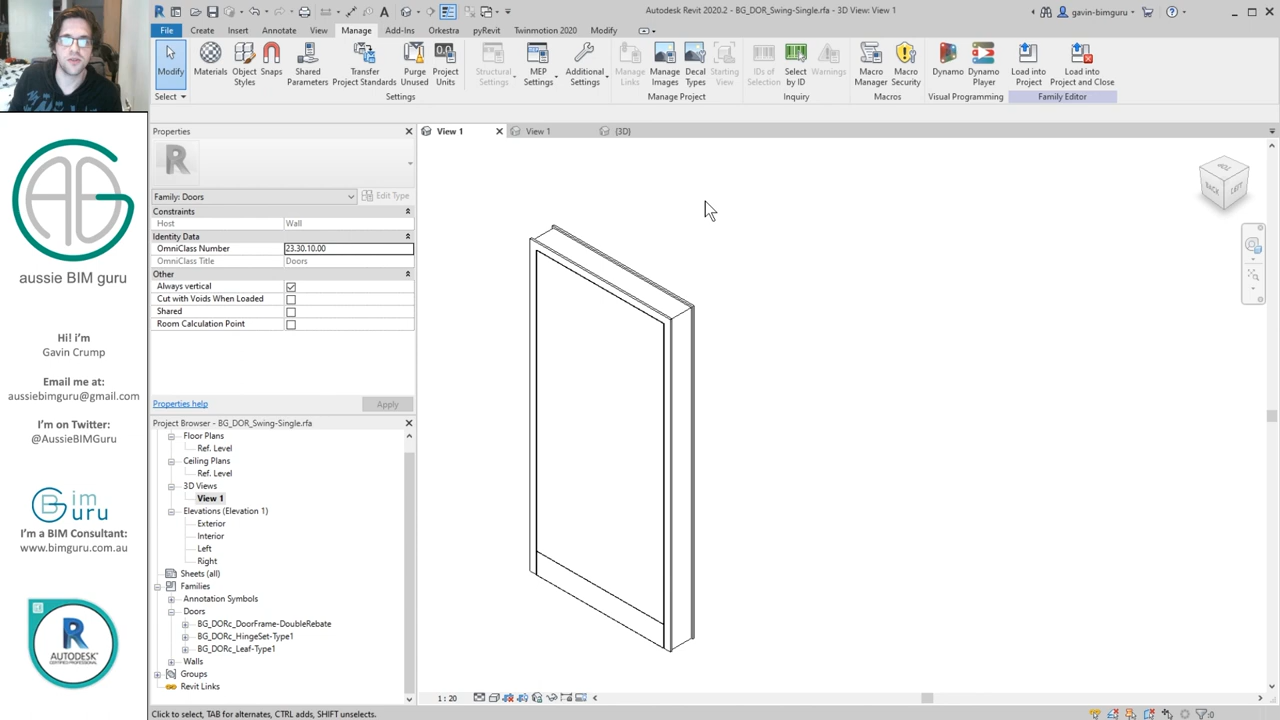 Autodesk Revit 2020.2 - BG_DOR_Swing-Single.rfa - 3D View: View 1
gavin-bimguru
File
Create
Insert
Annotate
View
Manage
Add-Ins
Orkestra
pyRevit
Twinmotion 2020
Modify
Modify
Materials
Object
Styles
Snaps
Shared
Parameters
Transfer
Project Standards
Purge
Unused
Project
Units
Structural
Settings
MEP
Settings
Additional
Settings
Manage
Links
Manage
Images
Decal
Types
Starting
View
IDs of
Selection
Select
by ID
Warnings
Macro
Manager
Macro
Security
Dynamo
Dynamo
Player
Load into
Project
Load into
Project and Close
Select
Settings
Manage Project
Inquiry
Macros
Visual Programming
Family Editor
Properties
View 1
View 1
{3D}
R
Family: Doors
Edit Type
Constraints
Host
Wall
Identity Data
OmniClass Number
23.30.10.00
OmniClass Title
Doors
Other
Always vertical
Cut with Voids When Loaded
Shared
Room Calculation Point
Properties help
Apply
Project Browser - BG_DOR_Swing-Single.rfa
Floor Plans
Ref. Level
Ceiling Plans
Ref. Level
3D Views
View 1
Elevations (Elevation 1)
Exterior
Interior
Left
Right
Sheets (all)
Families
Annotation Symbols
Doors
BG_DORc_DoorFrame-DoubleRebate
BG_DORc_HingeSet-Type1
BG_DORc_Leaf-Type1
Walls
Groups
Revit Links
TOP
BACK
LEFT
1 : 20
Click to select, TAB for alternates, CTRL adds, SHIFT unselects.
:0
aussie BIM guru
Hi! i'm
Gavin Crump
Email me at:
aussiebimguru@gmail.com
I'm on Twitter:
@AussieBIMGuru
Bim
Guru
I'm a BIM Consultant:
www.bimguru.com.au
R
AUTODESK
CERTIFIED PROFESSIONAL